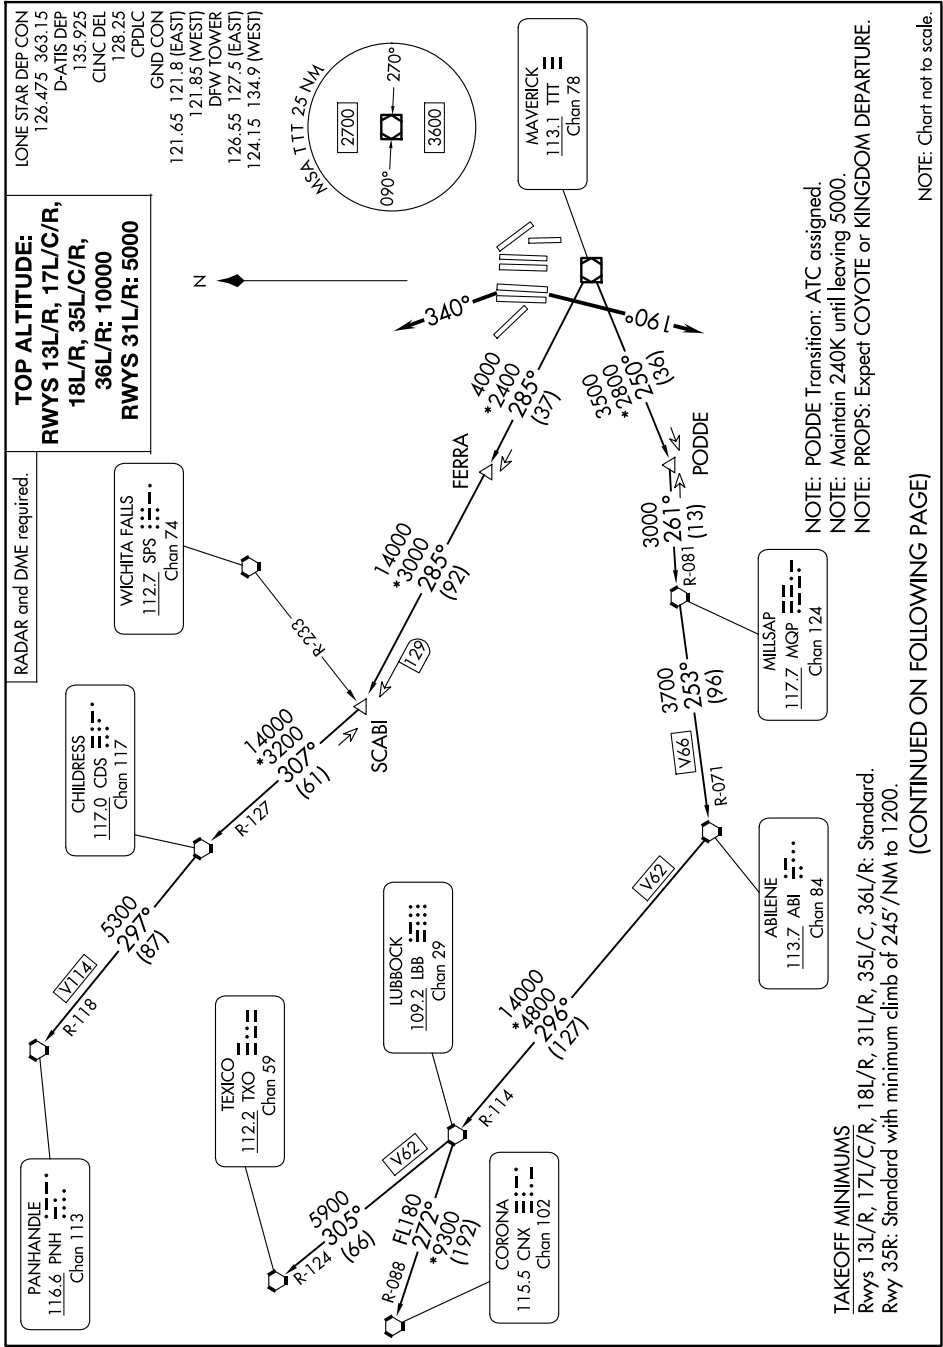 LONE STAR DEP CON
126.475 363.15
D-ATIS DEP
135.925
CLNC DEL
128.25
CPDLC
GND CON
121.65 121.8 (EAST)
121.85 (WEST)
DFW TOWER
126.55 127.5 (EAST)
124.15 134.9 (WEST)
TOP ALTITUDE:
RWYS 13L/R, 17L/C/R,
18L/R, 35L/C/R,
36L/R: 10000
RWYS 31L/R: 5000
RADAR and DME required.
MSA TTT 25 NM
2700
3600
090°
270°
N
MAVERICK
113.1 TTT
Chan 78
340°
190°
4000
*2400
285°
(37)
FERRA
14000
*3000
285°
(92)
129
SCABI
WICHITA FALLS
112.7 SPS
Chan 74
R-233
14000
*3200
307°
(61)
R-127
CHILDRESS
117.0 CDS
Chan 117
5300
297°
(87)
V114
R-118
PANHANDLE
116.6 PNH
Chan 113
3500
*2800
250°
(36)
PODDE
3000
261°
(13)
R-081
MILLSAP
117.7 MQP
Chan 124
3700
253°
(96)
V66
R-071
ABILENE
113.7 ABI
Chan 84
V62
14000
*4800
296°
(127)
R-114
LUBBOCK
109.2 LBB
Chan 29
V62
5900
305°
(66)
R-124
TEXICO
112.2 TXO
Chan 59
FL180
272°
*9300
(192)
R-088
CORONA
115.5 CNX
Chan 102
NOTE: PODDE Transition: ATC assigned.
NOTE: Maintain 240K until leaving 5000.
NOTE: PROPS: Expect COYOTE or KINGDOM DEPARTURE.
NOTE: Chart not to scale.
TAKEOFF MINIMUMS
Rwys 13L/R, 17L/C/R, 18L/R, 31L/R, 35L/C, 36L/R: Standard.
Rwy 35R: Standard with minimum climb of 245'/NM to 1200.
(CONTINUED ON FOLLOWING PAGE)